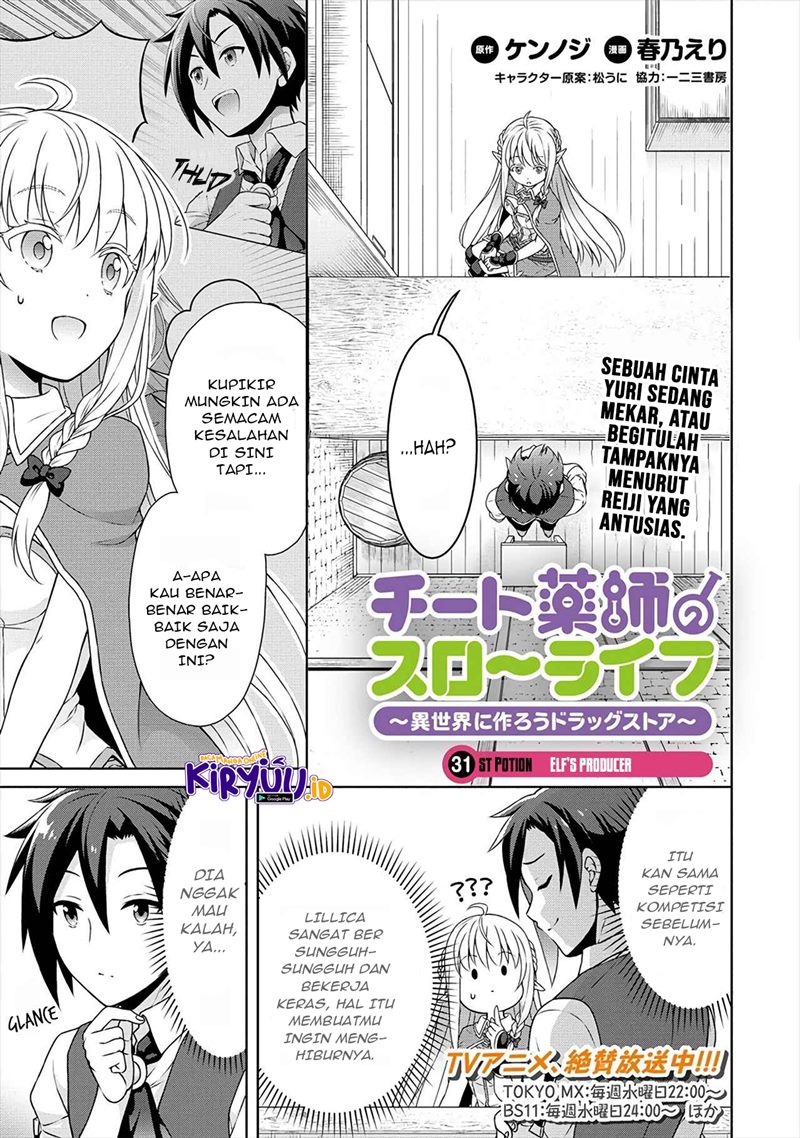 原作 ケンノジ 漫画 春乃えり
キャラクター原案:松うに 協力:一二三書房
SEBUAH CINTA
YURI SEDANG
MEKAR, ATAU
BEGITULAH
TAMPAKNYA
MENURUT
REIJI YANG
ANTUSIAS.
...HAH?
THUD
KUPIKIR
MUNGKIN ADA
SEMACAM
KESALAHAN
DI SINI
TAPI...
A-APA
KAU BENAR-
BENAR BAIK-
BAIK SAJA
DENGAN
INI?
チート薬師の
スローライフ
～異世界に作ろうドラッグストア～
31 ST POTION ELF'S PRODUCER
BACA MANGA ONLINE
KIRYUU.ID
Google Play
ITU
KAN SAMA
SEPERTI
KOMPETISI
SEBELUM-
NYA.
???
LILLICA
SANGAT BER
SUNGGUH-
SUNGGUH DAN
BEKERJA
KERAS, HAL ITU
MEMBUATMU
INGIN MENG-
HIBURNYA.
DIA
NGGAK
MAU
KALAH,
YA...
GLANCE
TVアニメ、絶賛放送中!!!
TOKYO MX:毎週水曜日22:00～
BS11:毎週水曜日24:00～ ほか